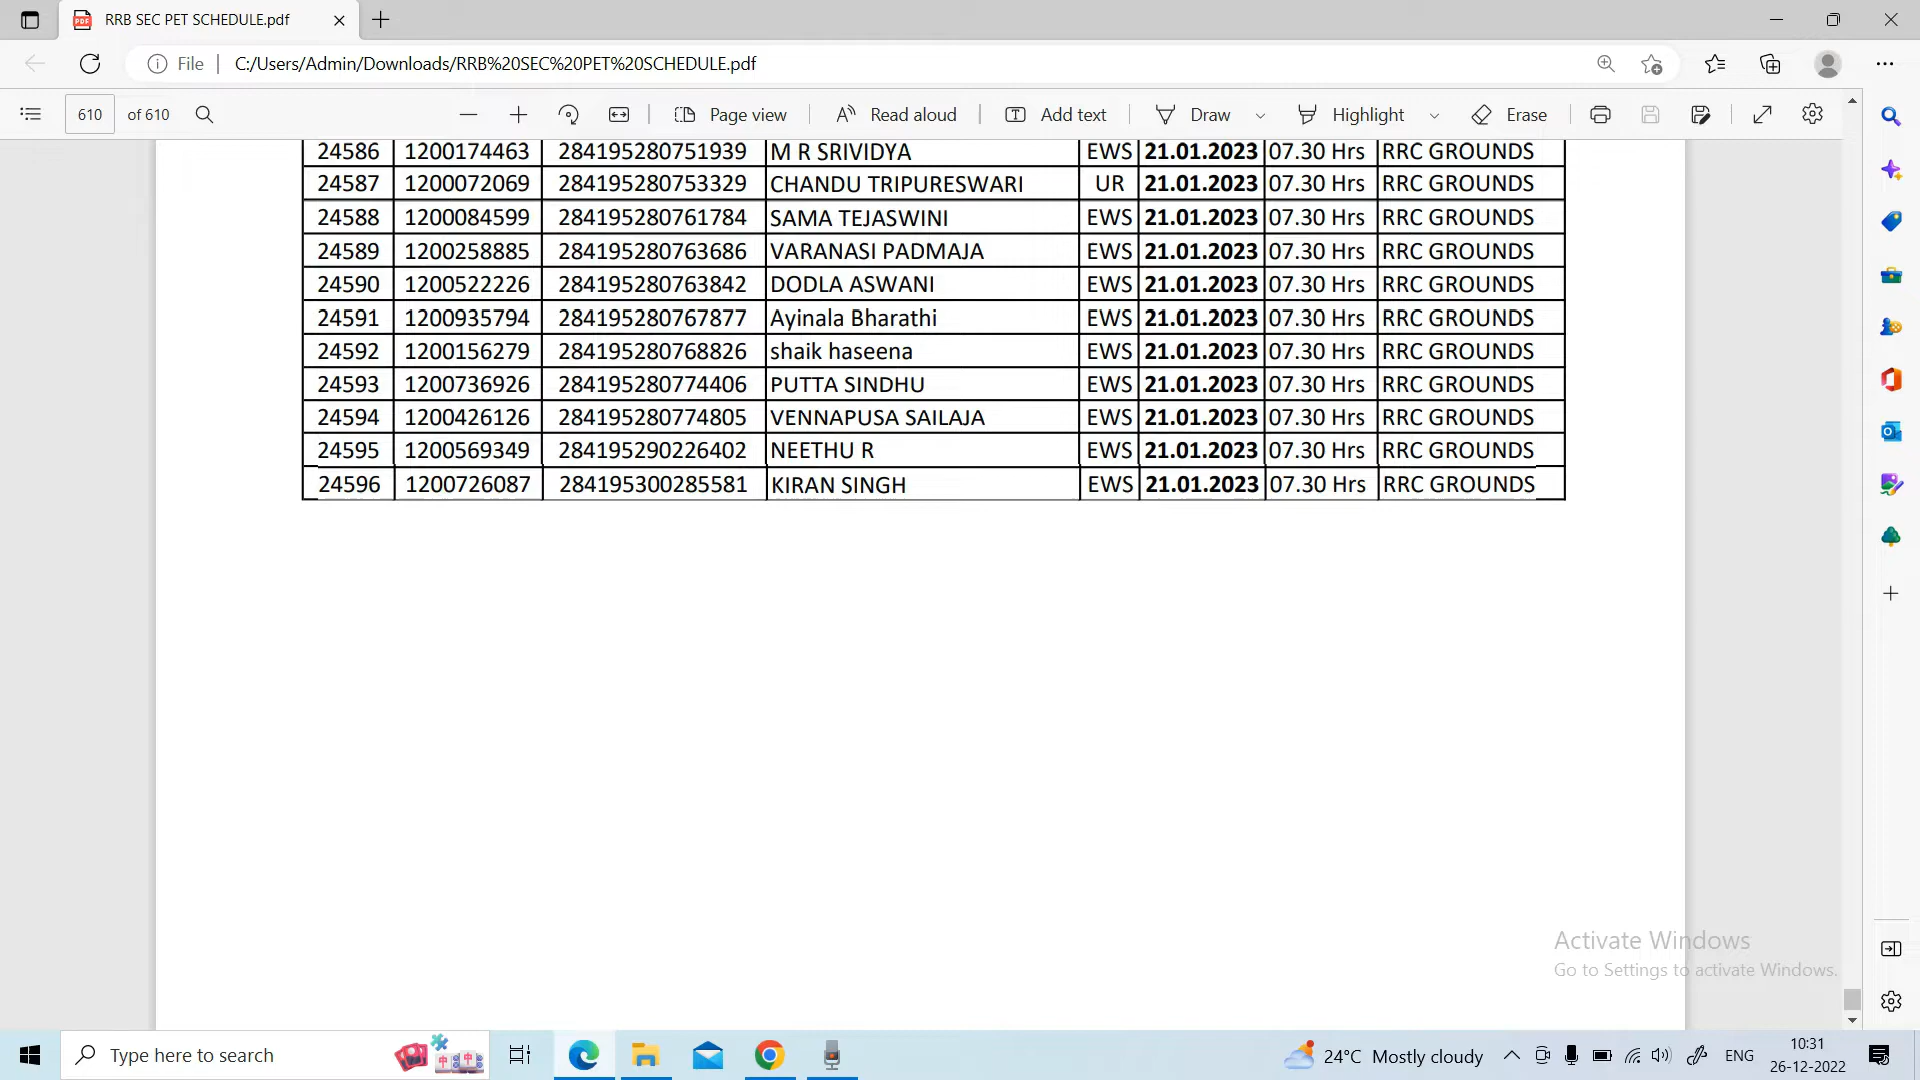 RRB SEC PET SCHEDULE.pdf
File C:/Users/Admin/Downloads/RRB%20SEC%20PET%20SCHEDULE.pdf
610 of 610 Page view Read aloud Add text Draw Highlight Erase
24586 1200174463 284195280751939 M R SRIVIDYA EWS 21.01.2023 07.30 Hrs RRC GROUNDS
24587 1200072069 284195280753329 CHANDU TRIPURESWARI UR 21.01.2023 07.30 Hrs RRC GROUNDS
24588 1200084599 284195280761784 SAMA TEJASWINI EWS 21.01.2023 07.30 Hrs RRC GROUNDS
24589 1200258885 284195280763686 VARANASI PADMAJA EWS 21.01.2023 07.30 Hrs RRC GROUNDS
24590 1200522226 284195280763842 DODLA ASWANI EWS 21.01.2023 07.30 Hrs RRC GROUNDS
24591 1200935794 284195280767877 Ayinala Bharathi EWS 21.01.2023 07.30 Hrs RRC GROUNDS
24592 1200156279 284195280768826 shaik haseena EWS 21.01.2023 07.30 Hrs RRC GROUNDS
24593 1200736926 284195280774406 PUTTA SINDHU EWS 21.01.2023 07.30 Hrs RRC GROUNDS
24594 1200426126 284195280774805 VENNAPUSA SAILAJA EWS 21.01.2023 07.30 Hrs RRC GROUNDS
24595 1200569349 284195290226402 NEETHU R EWS 21.01.2023 07.30 Hrs RRC GROUNDS
24596 1200726087 284195300285581 KIRAN SINGH EWS 21.01.2023 07.30 Hrs RRC GROUNDS
Activate Windows
Go to Settings to activate Windows.
Type here to search 24°C Mostly cloudy ENG 10:31
26-12-2022